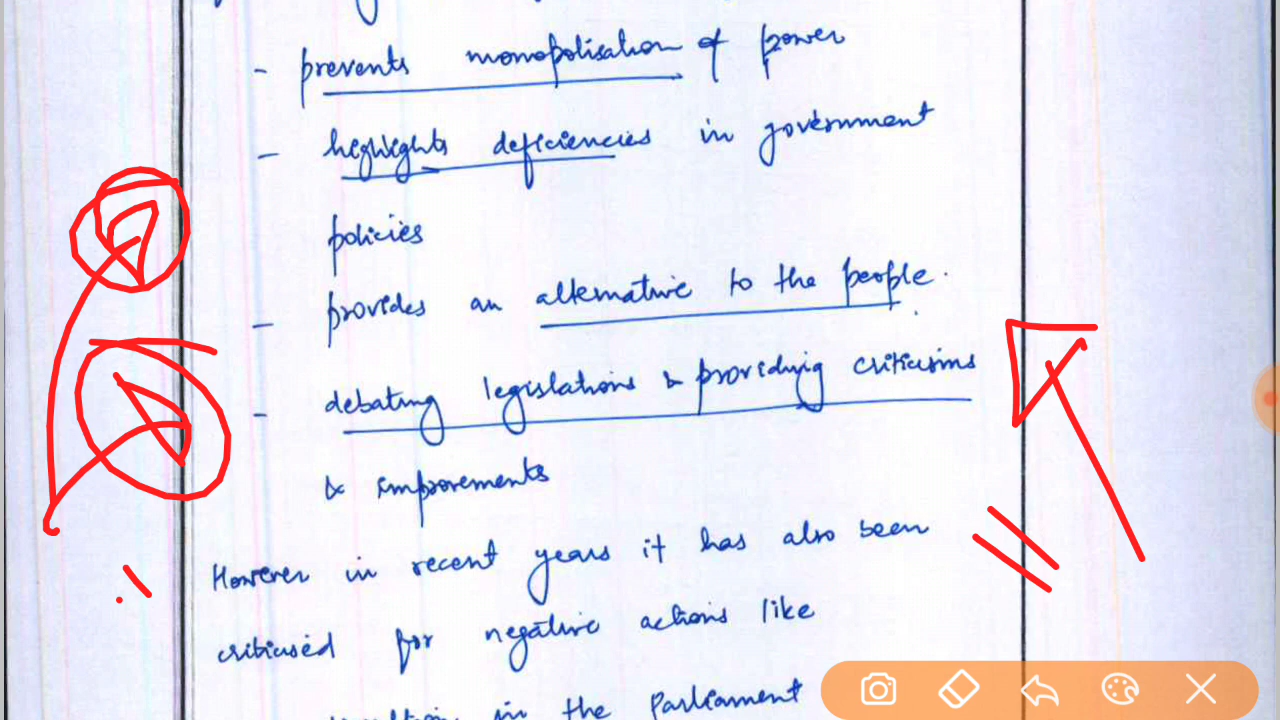 - prevents monopolisation of power
- highlights deficiencies in government
policies
- provides an alternative to the people.
- debating legislations & providing criticisms
& improvements
However in recent years it has also been
critiused for negative actions like
in the Parliament